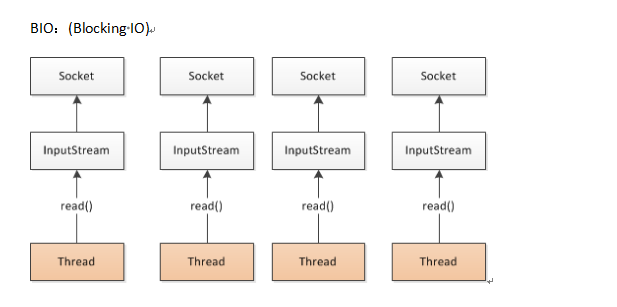 BIO：(Blocking·IO)↵
Socket Socket Socket Socket
InputStream InputStream InputStream InputStream
read() read() read() read()
Thread Thread Thread Thread